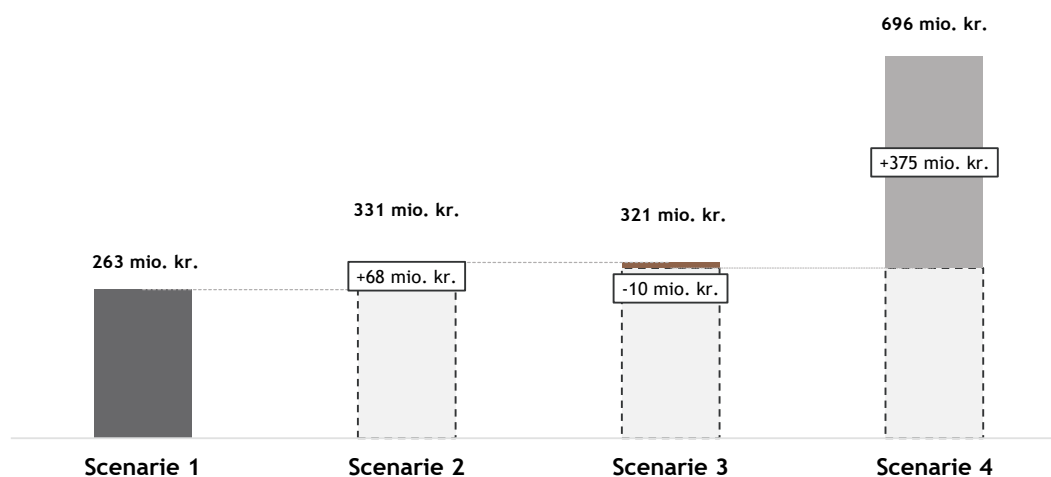 696 mio. kr.
+375 mio. kr.
331 mio. kr.
321 mio. kr.
263 mio. kr.
+68 mio. kr.
-10 mio. kr.
Scenarie 1
Scenarie 2
Scenarie 3
Scenarie 4